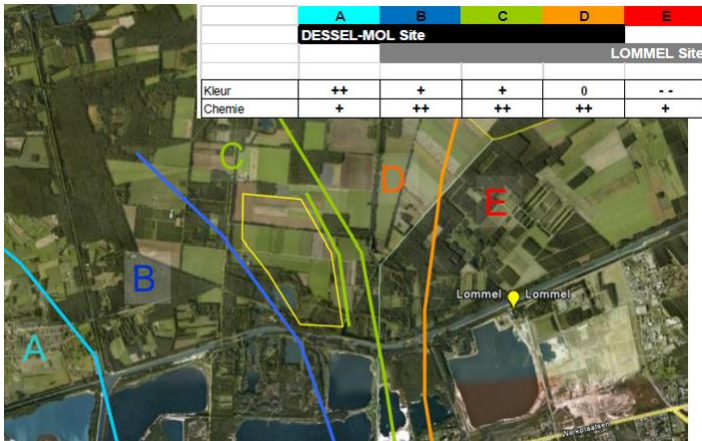 A B C D E
DESSEL-MOL Site
LOMMEL Site
Kleur ++ + + 0 - -
Chemie + ++ ++ ++ +
C
D
E
B
Lommel Lommel
A
Werkplaatsen